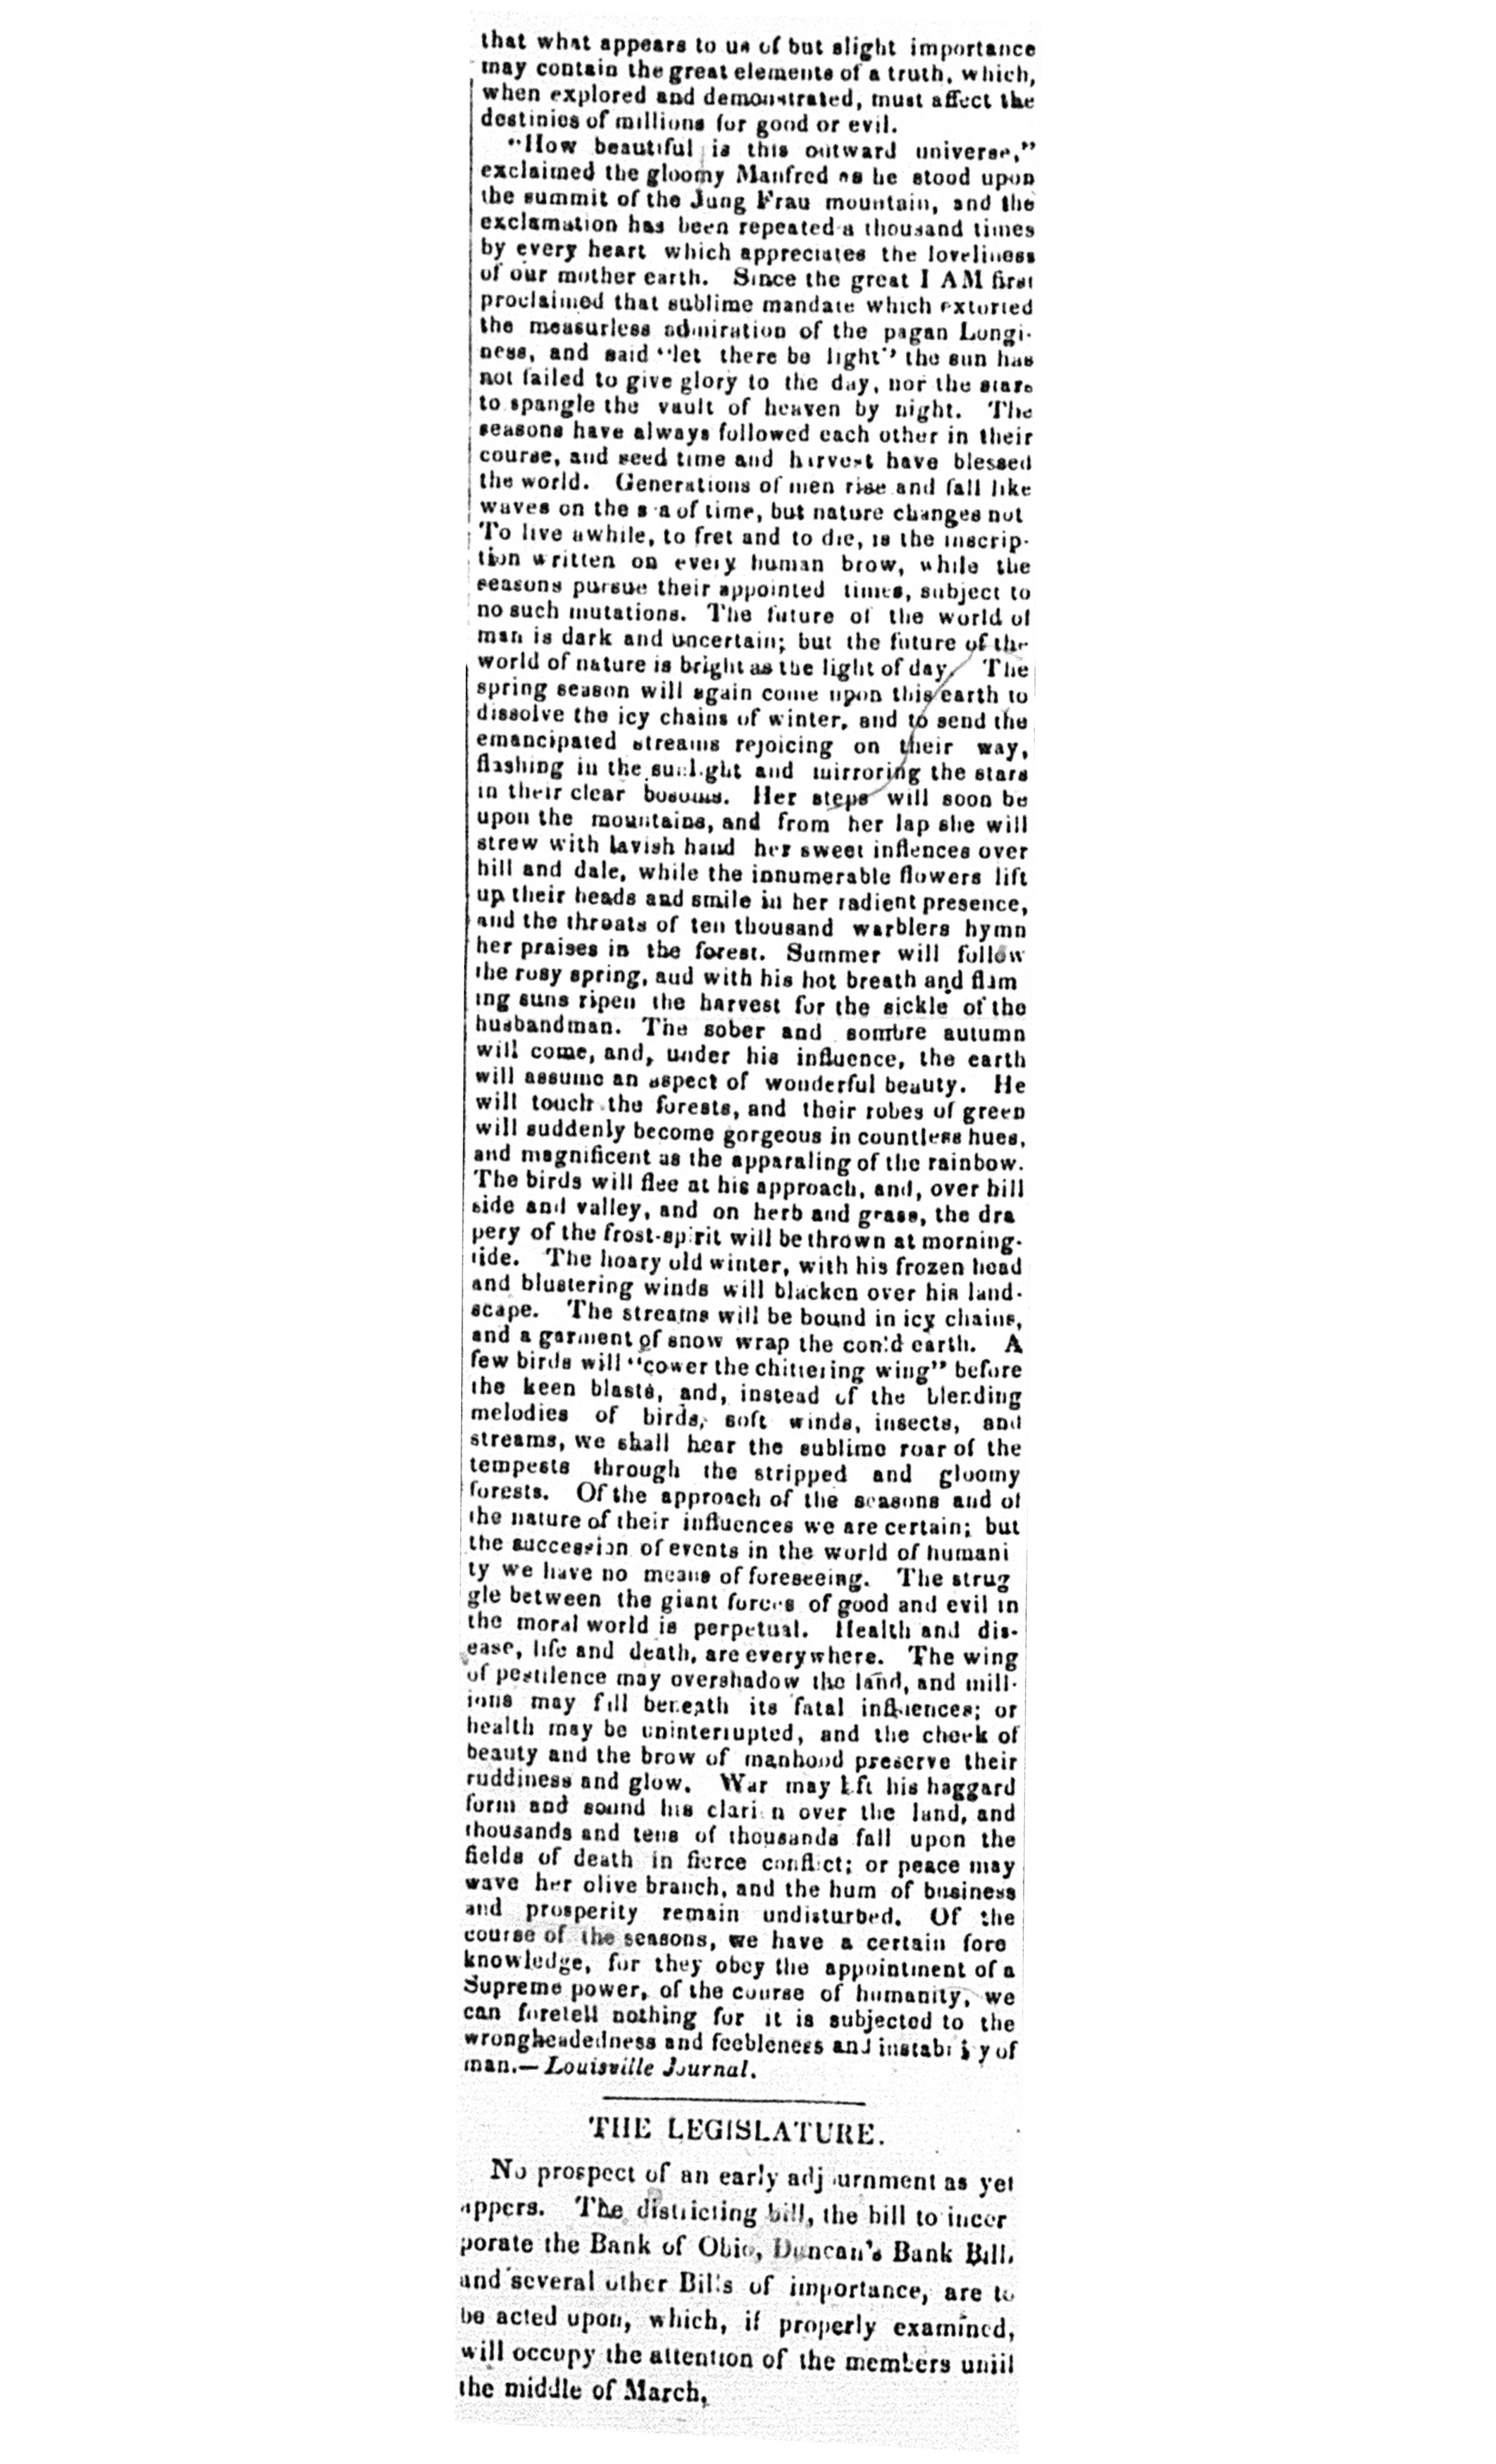 that what appears to us of but slight importance
may contain the great elements of a truth, which,
when explored and demonstrated, must affect the
destinies of millions for good or evil.
"How beautiful is this outward universe,"
exclaimed the gloomy Manfred as he stood upon
the summit of the Jung Frau mountain, and the
exclamation has been repeated a thousand times
by every heart which appreciates the loveliness
of our mother earth. Since the great I AM first
proclaimed that sublime mandate which extorted
the measurless admiration of the pagan Longi-
ness, and said "let there be light" the sun has
not failed to give glory to the day, nor the stars
to spangle the vault of heaven by night. The
seasons have always followed each other in their
course, and seed time and harvest have blessed
the world. Generations of men rise and fall like
waves on the s a of time, but nature changes not
To live awhile, to fret and to die, is the inscrip-
tion written on every human brow, while the
seasons pursue their appointed times, subject to
no such mutations. The future of the world of
man is dark and uncertain; but the future of the
world of nature is bright as the light of day. The
spring season will again come upon this earth to
dissolve the icy chains of winter, and to send the
emancipated streams rejoicing on their way,
flashing in the sunlight and mirroring the stars
in their clear bosoms. Her steps will soon be
upon the mountains, and from her lap she will
strew with lavish hand her sweet inflences over
hill and dale, while the innumerable flowers lift
up their heads and smile in her radient presence,
and the throats of ten thousand warblers hymn
her praises in the forest. Summer will follow
the rosy spring, aud with his hot breath and flam
ing suns ripen the harvest for the sickle of the
husbandman. The sober and sombre autumn
will come, and, under his influence, the earth
will assume an aspect of wonderful beauty. He
will touch the forests, and their robes of green
will suddenly become gorgeous in countless hues,
and magnificent as the apparaling of the rainbow.
The birds will flee at his approach, and, over hill
side and valley, and on herb and grass, the dra
pery of the frost-spirit will be thrown at morning-
tide. The hoary old winter, with his frozen head
and blustering winds will blacken over his land-
scape. The streams will be bound in icy chains,
and a garment of snow wrap the con'd earth. A
few birds will "cower the chittering wing" before
the keen blasts, and, instead of the blending
melodies of birds, soft winds, insects, and
streams, we shall hear the sublime roar of the
tempests through the stripped and gloomy
forests. Of the approach of the seasons and of
the nature of their influences we are certain; but
the succession of events in the world of humani
ty we have no means of foreseeing. The strug
gle between the giant forces of good and evil in
the moral world is perpetual. Health and dis-
ease, life and death, are everywhere. The wing
of pestilence may overshadow the land, and mill-
ions may fall beneath its fatal influences; or
health may be uninterrupted, and the cheek of
beauty and the brow of manhood preserve their
ruddiness and glow. War may lift his haggard
form and sound his clarion over the land, and
thousands and tens of thousands fall upon the
fields of death in fierce conflict; or peace may
wave her olive branch, and the hum of business
and prosperity remain undisturbed. Of the
course of the seasons, we have a certain fore
knowledge, for they obey the appointment of a
Supreme power, of the course of humanity, we
can foretell nothing for it is subjected to the
wrongheadedness and feebleness and instability of
man.—Louisville Journal.
THE LEGISLATURE.
No prospect of an early adjournment as yet
appers. The districting bill, the bill to incor
porate the Bank of Ohio, Duncan's Bank Bill,
and several other Bills of importance, are to
be acted upon, which, if properly examined,
will occupy the attention of the members until
the middle of March,